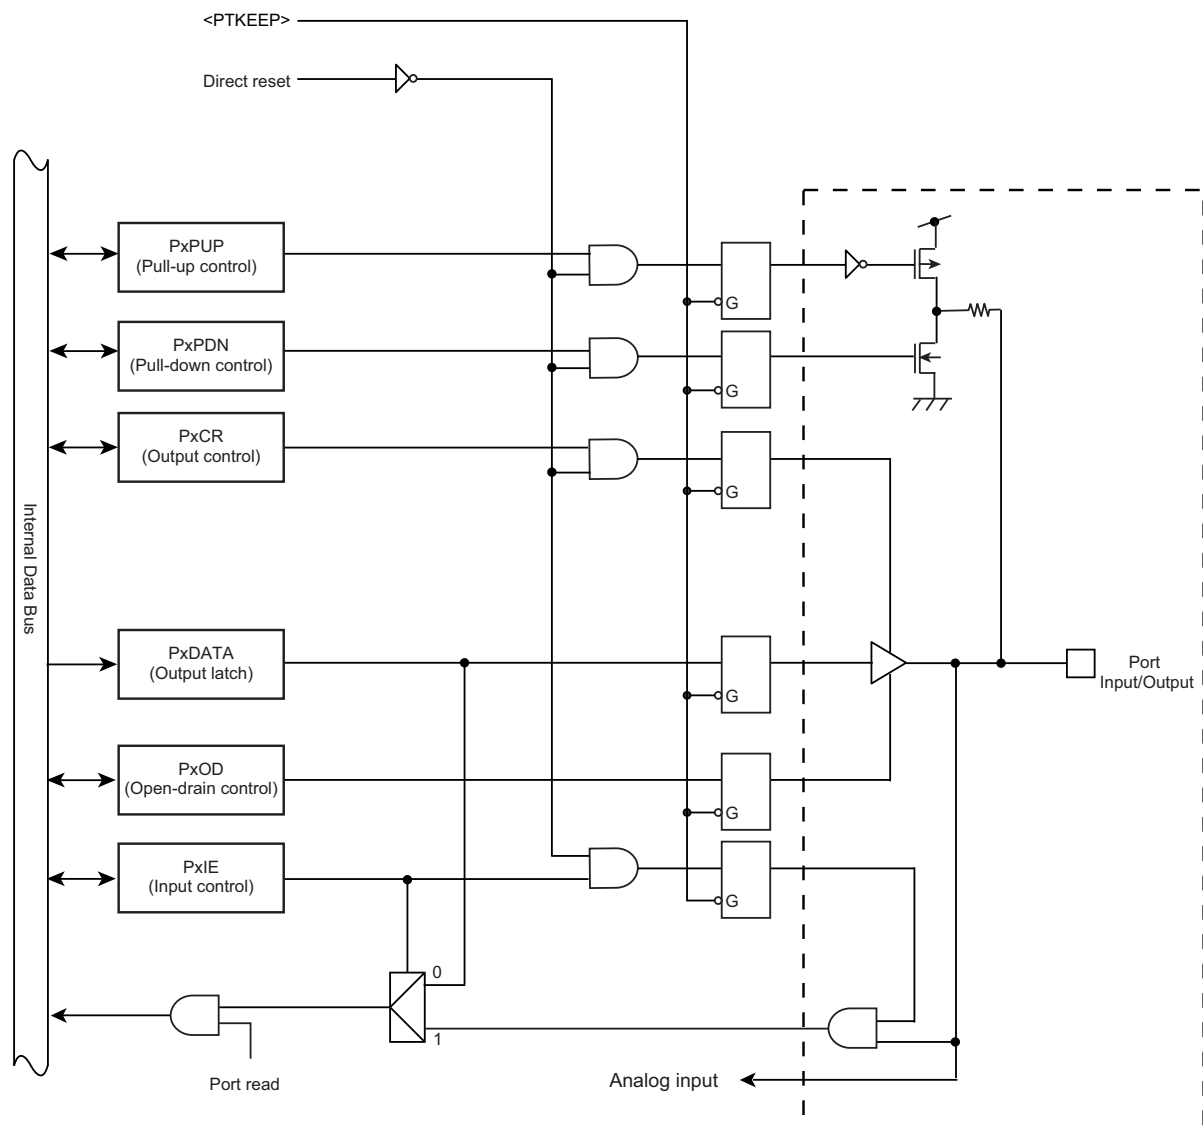 <PTKEEP>
Direct reset
PxPUP
(Pull-up control)
G
PxPDN
(Pull-down control)
G
PxCR
(Output control)
G
Internal Data Bus
PxDATA
(Output latch)
G
Port
Input/Output
PxOD
(Open-drain control)
G
PxIE
(Input control)
G
0
1
Port read
Analog input